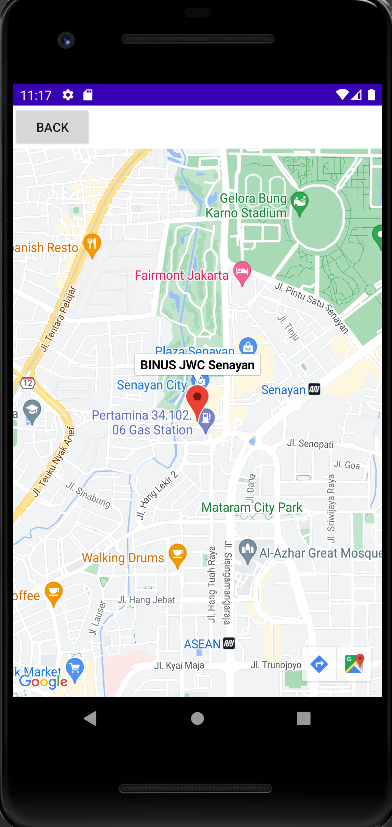 11:17
BACK
Gelora Bung
Karno Stadium
anish Resto
Fairmont Jakarta
Jl. Pintu Satu Senayan
Jl. Tentara Pelajar
Jl. Tinju
Plaza Senayan
BINUS JWC Senayan
12
Senayan City
Senayan
a
Pertamina 34.102.
06 Gas Station
Jl. Teuku Nyak Arief
Jl. Senopati
Jl. Goa
Jl. Hang Lekir 2
Jl. Dava
Jl. Sinabung
Jl. Sriwijaya Raya
Mataram City Park
Walking Drums
Al-Azhar Great Mosque
Jl. Hang Tuah Raya
Jl. Sisingamangaraja
offee
Jl. Hang Jebat
Jl. Lauser
ASEAN
k Market
Jl. Kyai Maja
Jl. Trunojoyo
Google